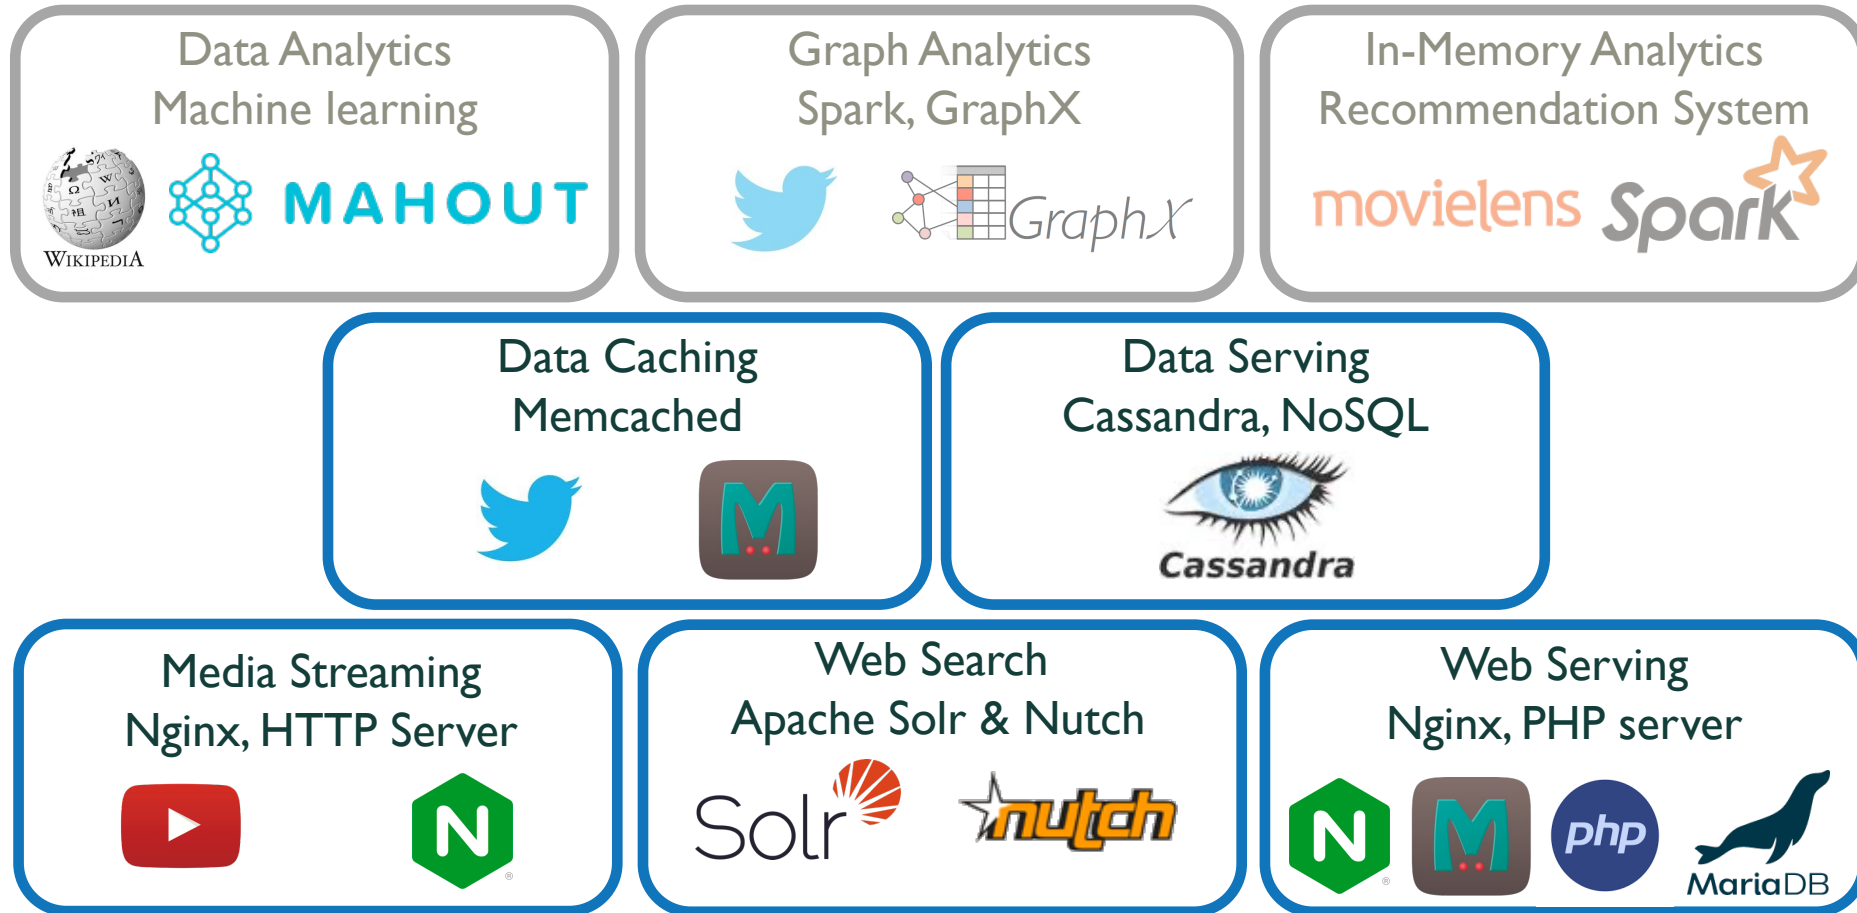 Data Analytics
Machine learning
WIKIPEDIA
MAHOUT
Graph Analytics
Spark, GraphX
GraphX
In-Memory Analytics
Recommendation System
movielens
Spark
Data Caching
Memcached
M
Data Serving
Cassandra, NoSQL
Cassandra
Media Streaming
Nginx, HTTP Server
N
®
Web Search
Apache Solr & Nutch
Solr
nutch
Web Serving
Nginx, PHP server
N
®
M
php
MariaDB